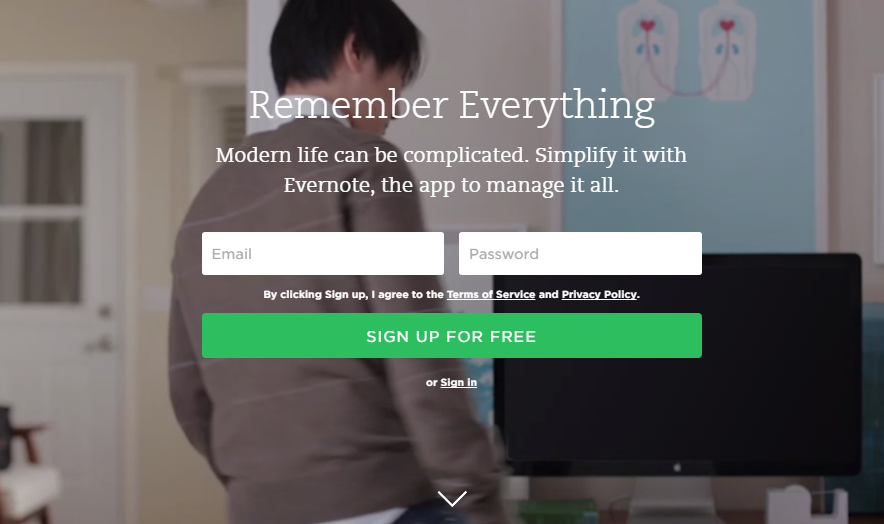 Remember Everything
Modern life can be complicated. Simplify it with
Evernote, the app to manage it all.
Email
Password
By clicking Sign up, I agree to the Terms of Service and Privacy Policy.
SIGN UP FOR FREE
or Sign in